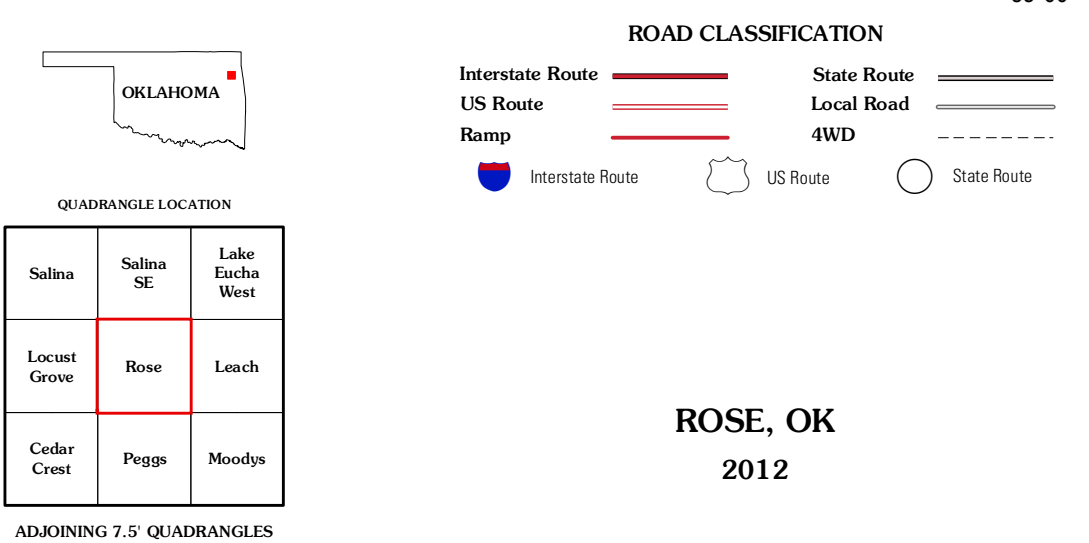 ROAD CLASSIFICATION
Interstate Route
State Route
US Route
Local Road
Ramp
4WD
Interstate Route
US Route
State Route
OKLAHOMA
QUADRANGLE LOCATION
Salina
Salina
SE
Lake
Eucha
West
Locust
Grove
Rose
Leach
Cedar
Crest
Peggs
Moodys
ADJOINING 7.5' QUADRANGLES
ROSE, OK
2012